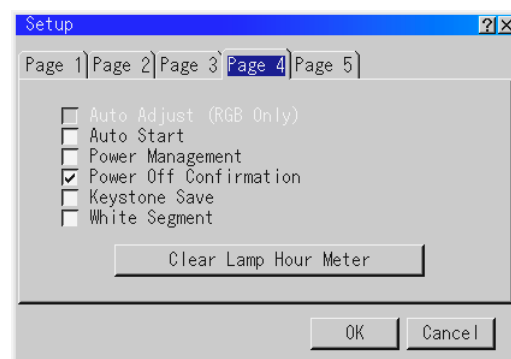 Setup ? ×
Page 1 Page 2 Page 3 Page 4 Page 5
Auto Adjust (RGB Only)
Auto Start
Power Management
Power Off Confirmation
Keystone Save
White Segment
Clear Lamp Hour Meter
OK Cancel